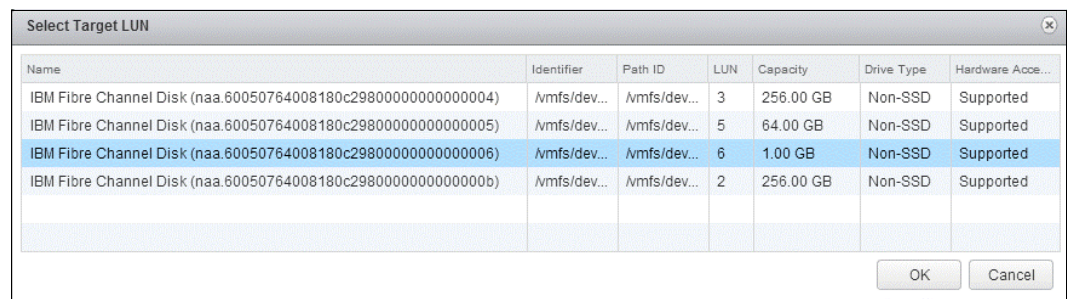 Select Target LUN
Name Identifier Path ID LUN Capacity Drive Type Hardware Acce...
IBM Fibre Channel Disk (naa.60050764008180c29800000000000004) /vmfs/dev... /vmfs/dev... 3 256.00 GB Non-SSD Supported
IBM Fibre Channel Disk (naa.60050764008180c29800000000000005) /vmfs/dev... /vmfs/dev... 5 64.00 GB Non-SSD Supported
IBM Fibre Channel Disk (naa.60050764008180c29800000000000006) /vmfs/dev... /vmfs/dev... 6 1.00 GB Non-SSD Supported
IBM Fibre Channel Disk (naa.60050764008180c2980000000000000b) /vmfs/dev... /vmfs/dev... 2 256.00 GB Non-SSD Supported
OK Cancel